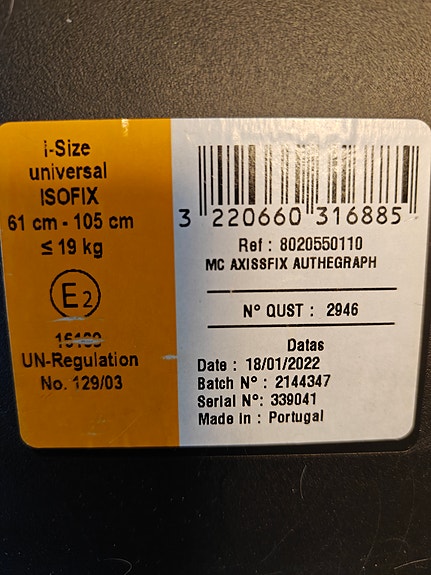 i-Size
universal
ISOFIX
61 cm - 105 cm
≤ 19 kg
E2
UN-Regulation
No. 129/03
3 220660 316885
Ref : 8020550110
MC AXISSFIX AUTHEGRAPH
N° QUST : 2946
Datas
Date : 18/01/2022
Batch N° : 2144347
Serial N°: 339041
Made in : Portugal